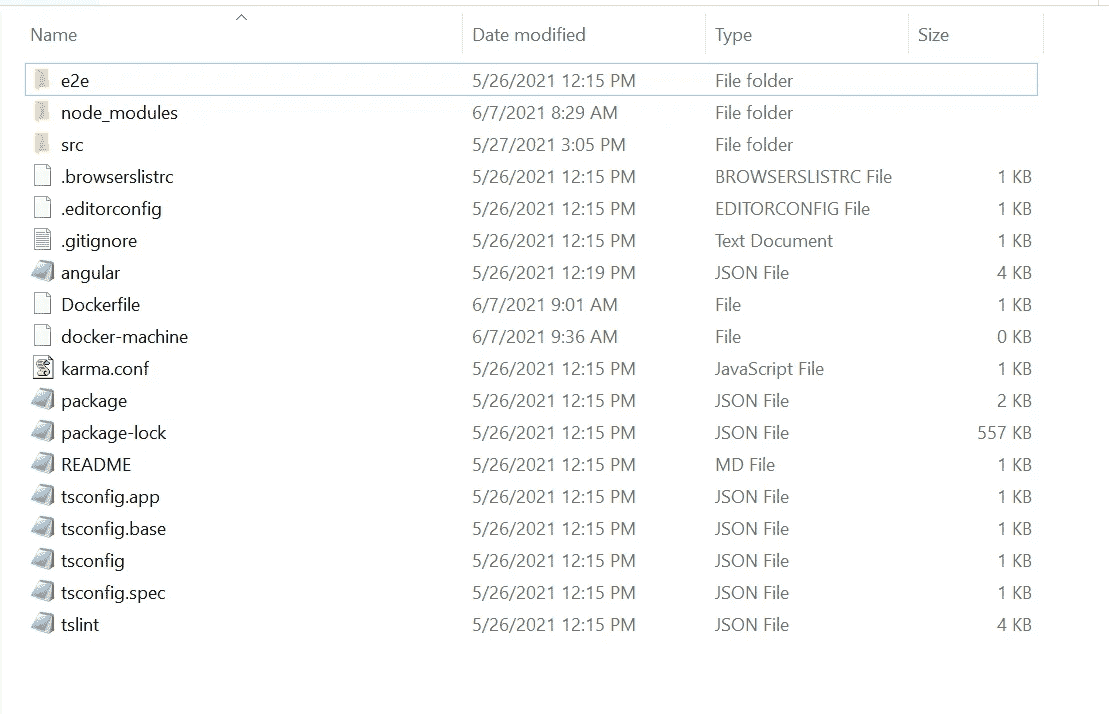 Name Date modified Type Size
e2e 5/26/2021 12:15 PM File folder
node_modules 6/7/2021 8:29 AM File folder
src 5/27/2021 3:05 PM File folder
.browserslistrc 5/26/2021 12:15 PM BROWSERSLISTRC File 1 KB
.editorconfig 5/26/2021 12:15 PM EDITORCONFIG File 1 KB
.gitignore 5/26/2021 12:15 PM Text Document 1 KB
angular 5/26/2021 12:19 PM JSON File 4 KB
Dockerfile 6/7/2021 9:01 AM File 1 KB
docker-machine 6/7/2021 9:36 AM File 0 KB
karma.conf 5/26/2021 12:15 PM JavaScript File 1 KB
package 5/26/2021 12:15 PM JSON File 2 KB
package-lock 5/26/2021 12:15 PM JSON File 557 KB
README 5/26/2021 12:15 PM MD File 1 KB
tsconfig.app 5/26/2021 12:15 PM JSON File 1 KB
tsconfig.base 5/26/2021 12:15 PM JSON File 1 KB
tsconfig 5/26/2021 12:15 PM JSON File 1 KB
tsconfig.spec 5/26/2021 12:15 PM JSON File 1 KB
tslint 5/26/2021 12:15 PM JSON File 4 KB